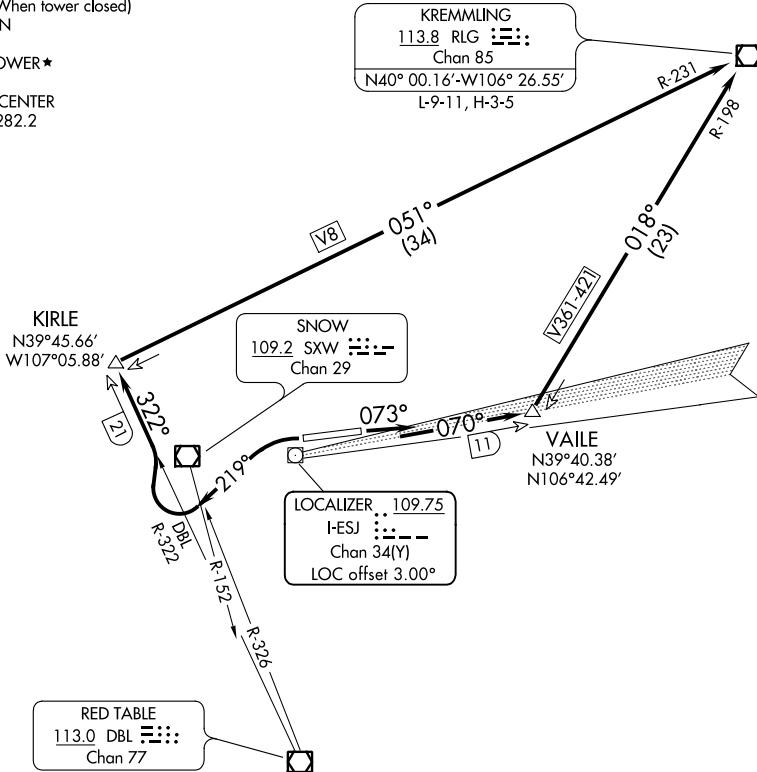 When tower closed)
N
OWER★
CENTER
282.2
KREMMLING
113.8 RLG
Chan 85
N40° 00.16′-W106° 26.55′
L-9-11, H-3-5
R-231
R-198
V8
051°
(34)
018°
(23)
V361-421
KIRLE
N39°45.66′
W107°05.88′
SNOW
109.2 SXW
Chan 29
322°
21
219°
073°
070°
11
VAILE
N39°40.38′
N106°42.49′
LOCALIZER 109.75
I-ESJ
Chan 34(Y)
LOC offset 3.00°
DBL
R-322
R-152
R-326
RED TABLE
113.0 DBL
Chan 77